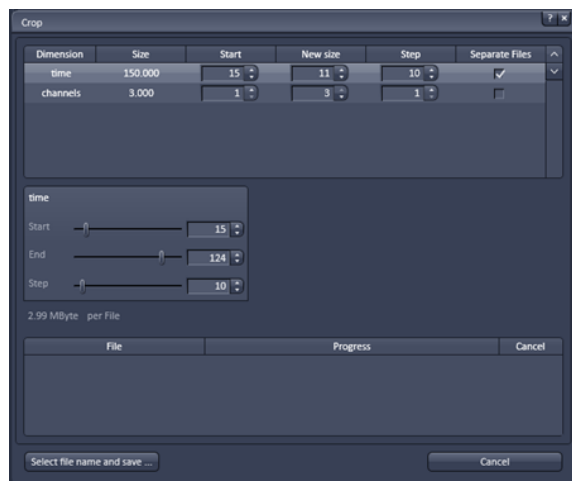 Crop ? ×
Dimension Size Start New size Step Separate Files
time 150.000 15 11 10
channels 3.000 1 3 1
time
Start 15
End 124
Step 10
2.99 MByte per File
File Progress Cancel
Select file name and save ... Cancel